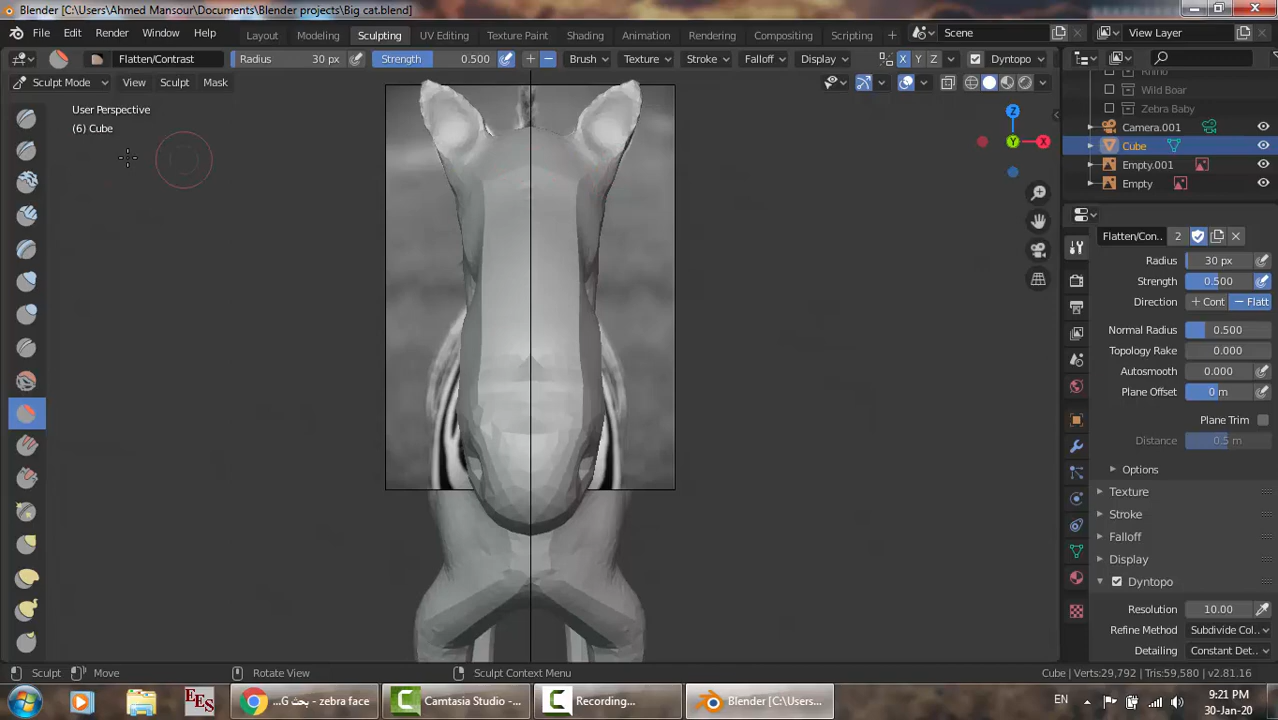 Blender [C:\Users\Ahmed Mansour\Documents\Blender projects\Big cat.blend]
File Edit Render Window Help Layout Modeling Sculpting UV Editing Texture Paint Shading Animation Rendering Compositing Scripting Scene View Layer
Flatten/Contrast Radius 30 px Strength 0.500 Brush Texture Stroke Falloff Display X Y Z Dyntopo
Sculpt Mode View Sculpt Mask
User Perspective
(6) Cube
Z
Y X
Rhino
Wild Boar
Zebra Baby
Camera.001
Cube
Empty.001
Empty
Flatten/Con.. 2
Radius 30 px
Strength 0.500
Direction + Cont − Flatt
Normal Radius 0.500
Topology Rake 0.000
Autosmooth 0.000
Plane Offset 0 m
Plane Trim
Distance 0.5 m
Options
Texture
Stroke
Falloff
Display
Dyntopo
Resolution 10.00
Refine Method Subdivide Col..
Detailing Constant Det..
Sculpt Move Rotate View Sculpt Context Menu Cube | Verts:29,792 | Tris:59,580 | v2.81.16
EES ...G بحث - zebra face Camtasia Studio -... Recording... Blender [C:\Users... EN 9:21 PM
30-Jan-20